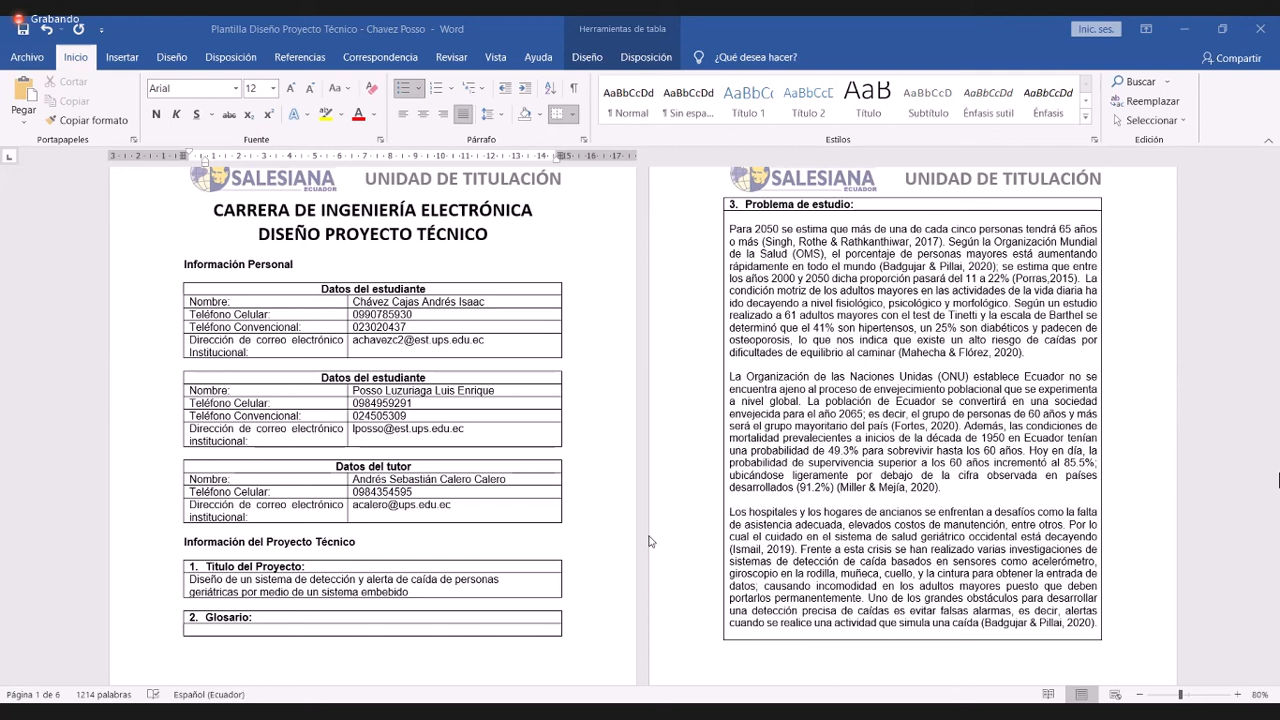 Grabando
Plantilla Diseño Proyecto Técnico - Chavez Posso - Word
Herramientas de tabla
Inic. ses.
Archivo Inicio Insertar Diseño Disposición Referencias Correspondencia Revisar Vista Ayuda Diseño Disposición ¿Qué desea hacer? Compartir
Pegar
Cortar
Copiar
Copiar formato
Portapapeles
Arial 12
Fuente
Párrafo
AaBbCcDd AaBbCcDd AaBbCc AaBbCcD AaB AaBbCcD AaBbCcDd AaBbCcDd
¶ Normal ¶ Sin espa... Título 1 Título 2 Título Subtítulo Énfasis sutil Énfasis
Estilos
Buscar
Reemplazar
Seleccionar
Edición
SALESIANA
ECUADOR
UNIDAD DE TITULACIÓN
CARRERA DE INGENIERÍA ELECTRÓNICA
DISEÑO PROYECTO TÉCNICO
Información Personal
Datos del estudiante
Nombre: Chávez Cajas Andrés Isaac
Teléfono Celular: 0990785930
Teléfono Convencional: 023020437
Dirección de correo electrónico achavezc2@est.ups.edu.ec
Institucional:
Datos del estudiante
Nombre: Posso Luzuriaga Luis Enrique
Teléfono Celular: 0984959291
Teléfono Convencional: 024505309
Dirección de correo electrónico lposso@est.ups.edu.ec
institucional:
Datos del tutor
Nombre: Andrés Sebastián Calero Calero
Teléfono Celular: 0984354595
Dirección de correo electrónico acalero@ups.edu.ec
institucional:
Información del Proyecto Técnico
1. Titulo del Proyecto:
Diseño de un sistema de detección y alerta de caída de personas
geriátricas por medio de un sistema embebido
2. Glosario:
SALESIANA
ECUADOR
UNIDAD DE TITULACIÓN
3. Problema de estudio:
Para 2050 se estima que más de una de cada cinco personas tendrá 65 años
o más (Singh, Rothe & Rathkanthiwar, 2017). Según la Organización Mundial
de la Salud (OMS), el porcentaje de personas mayores está aumentando
rápidamente en todo el mundo (Badgujar & Pillai, 2020); se estima que entre
los años 2000 y 2050 dicha proporción pasará del 11 a 22% (Porras,2015). La
condición motriz de los adultos mayores en las actividades de la vida diaria ha
ido decayendo a nivel fisiológico, psicológico y morfológico. Según un estudio
realizado a 61 adultos mayores con el test de Tinetti y la escala de Barthel se
determinó que el 41% son hipertensos, un 25% son diabéticos y padecen de
osteoporosis, lo que nos indica que existe un alto riesgo de caídas por
dificultades de equilibrio al caminar (Mahecha & Flórez, 2020).
La Organización de las Naciones Unidas (ONU) establece Ecuador no se
encuentra ajeno al proceso de envejecimiento poblacional que se experimenta
a nivel global. La población de Ecuador se convertirá en una sociedad
envejecida para el año 2065; es decir, el grupo de personas de 60 años y más
será el grupo mayoritario del país (Fortes, 2020). Además, las condiciones de
mortalidad prevalecientes a inicios de la década de 1950 en Ecuador tenían
una probabilidad de 49.3% para sobrevivir hasta los 60 años. Hoy en día, la
probabilidad de supervivencia superior a los 60 años incrementó al 85.5%;
ubicándose ligeramente por debajo de la cifra observada en países
desarrollados (91.2%) (Miller & Mejía, 2020).
Los hospitales y los hogares de ancianos se enfrentan a desafíos como la falta
de asistencia adecuada, elevados costos de manutención, entre otros. Por lo
cual el cuidado en el sistema de salud geriátrico occidental está decayendo
(Ismail, 2019). Frente a esta crisis se han realizado varias investigaciones de
sistemas de detección de caída basados en sensores como acelerómetro,
giroscopio en la rodilla, muñeca, cuello, y la cintura para obtener la entrada de
datos; causando incomodidad en los adultos mayores puesto que deben
portarlos permanentemente. Uno de los grandes obstáculos para desarrollar
una detección precisa de caídas es evitar falsas alarmas, es decir, alertas
cuando se realice una actividad que simula una caída (Badgujar & Pillai, 2020).
Página 1 de 6 1214 palabras Español (Ecuador) 80%